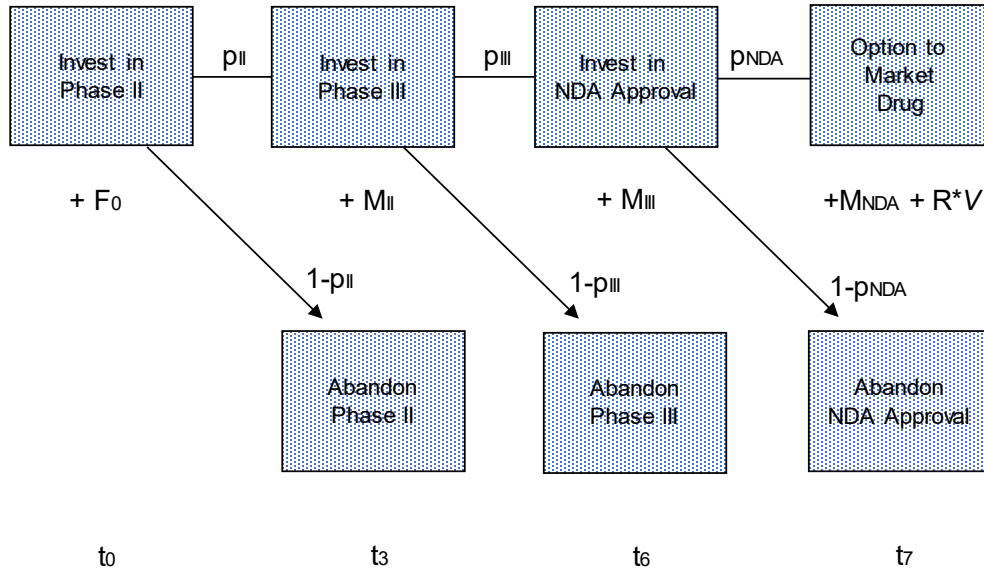 Invest in
Phase II
pII
Invest in
Phase III
pIII
Invest in
NDA Approval
pNDA
Option to
Market
Drug
+ F0
+ MII
+ MIII
+MNDA + R*V
1-pII
1-pIII
1-pNDA
Abandon
Phase II
Abandon
Phase III
Abandon
NDA Approval
t0
t3
t6
t7